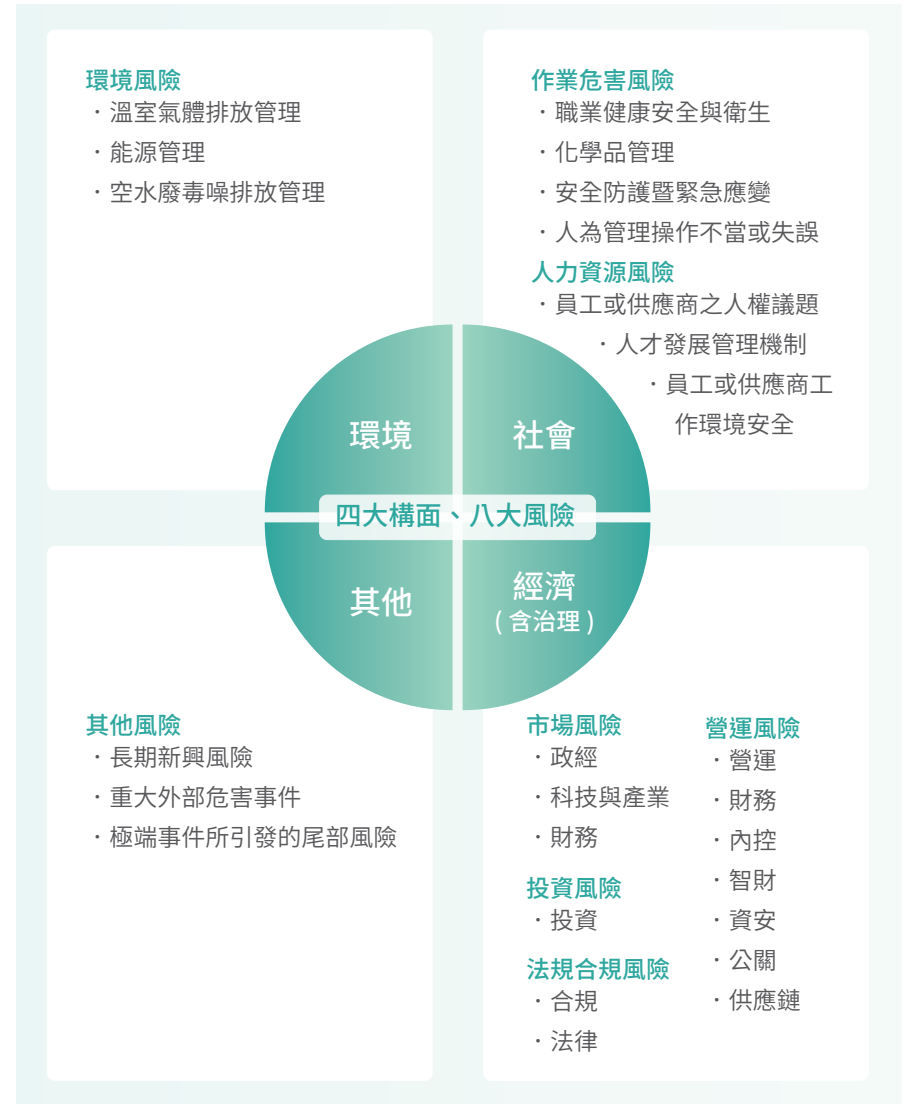 環境風險
・溫室氣體排放管理
・能源管理
・空水廢毒噪排放管理
作業危害風險
・職業健康安全與衛生
・化學品管理
・安全防護暨緊急應變
・人為管理操作不當或失誤
人力資源風險
・員工或供應商之人權議題
・人才發展管理機制
・員工或供應商工
作環境安全
環境
社會
四大構面、八大風險
其他
經濟
( 含治理 )
其他風險
・長期新興風險
・重大外部危害事件
・極端事件所引發的尾部風險
市場風險
・政經
・科技與產業
・財務
投資風險
・投資
法規合規風險
・合規
・法律
營運風險
・營運
・財務
・內控
・智財
・資安
・公關
・供應鏈